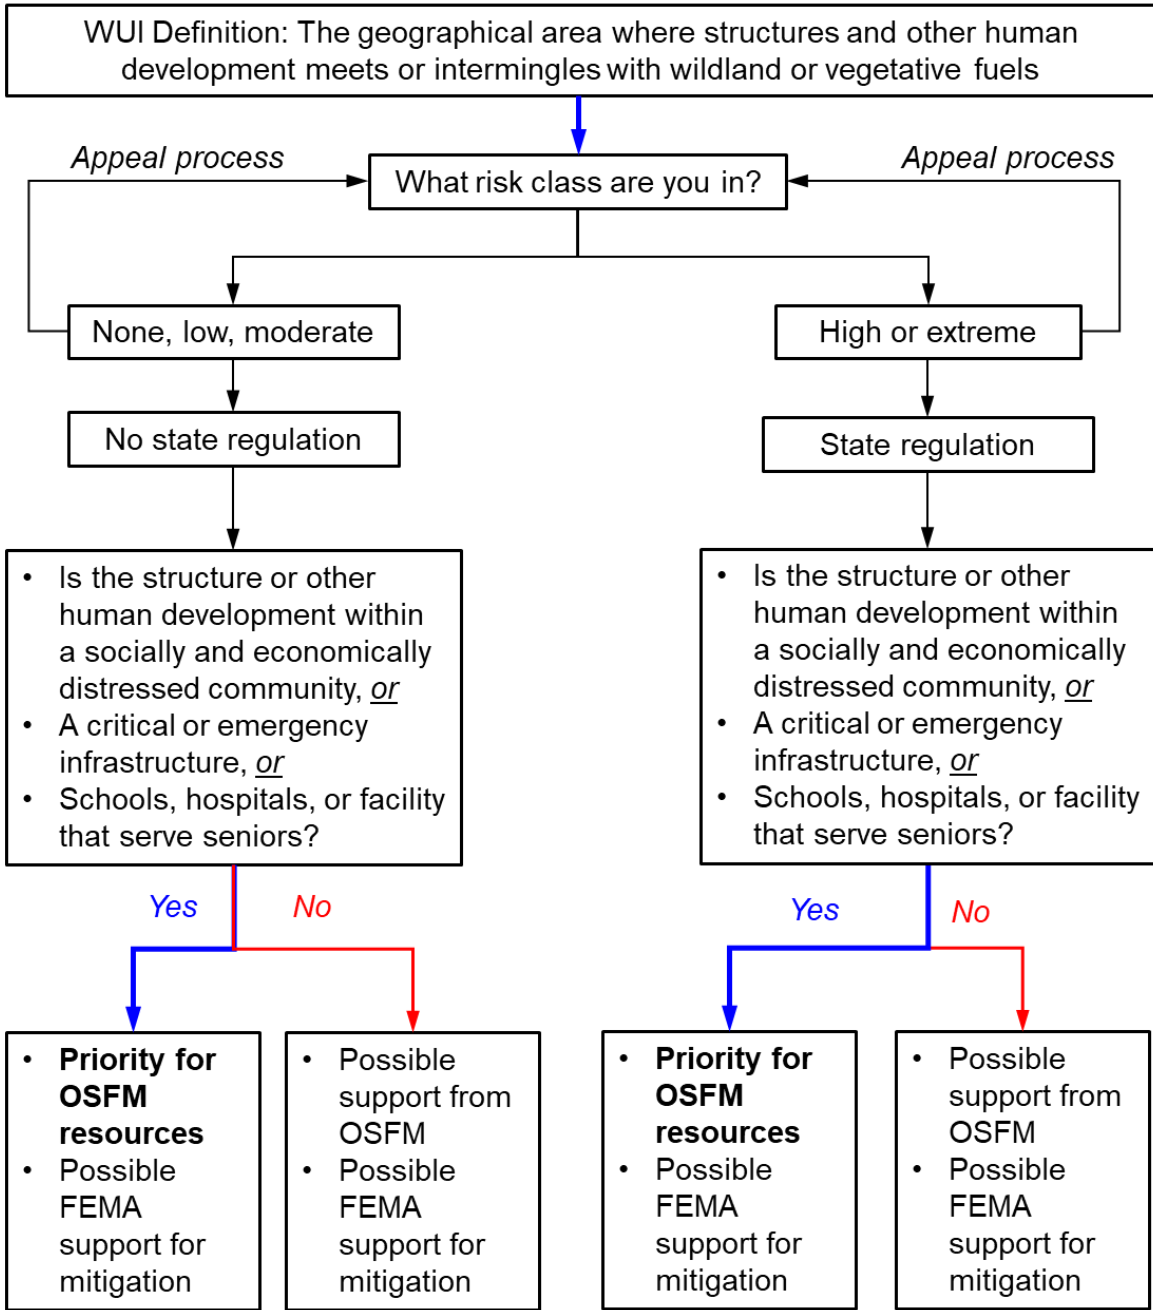 WUI Definition: The geographical area where structures and other human
development meets or intermingles with wildland or vegetative fuels
Appeal process
Appeal process
What risk class are you in?
None, low, moderate
High or extreme
No state regulation
State regulation
• Is the structure or other
human development within
a socially and economically
distressed community, or
• A critical or emergency
infrastructure, or
• Schools, hospitals, or facility
that serve seniors?
• Is the structure or other
human development within
a socially and economically
distressed community, or
• A critical or emergency
infrastructure, or
• Schools, hospitals, or facility
that serve seniors?
Yes
No
Yes
No
• Priority for
OSFM
resources
• Possible
FEMA
support for
mitigation
• Possible
support from
OSFM
• Possible
FEMA
support for
mitigation
• Priority for
OSFM
resources
• Possible
FEMA
support for
mitigation
• Possible
support from
OSFM
• Possible
FEMA
support for
mitigation